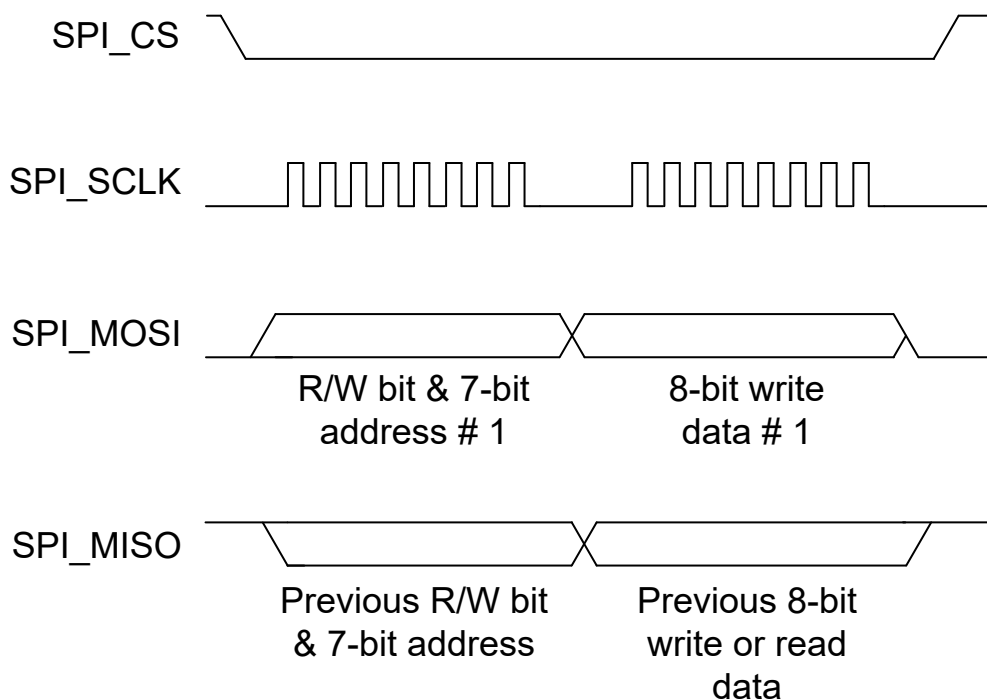 SPI_CS
SPI_SCLK
SPI_MOSI
R/W bit & 7-bit
address # 1
8-bit write
data # 1
SPI_MISO
Previous R/W bit
& 7-bit address
Previous 8-bit
write or read
data